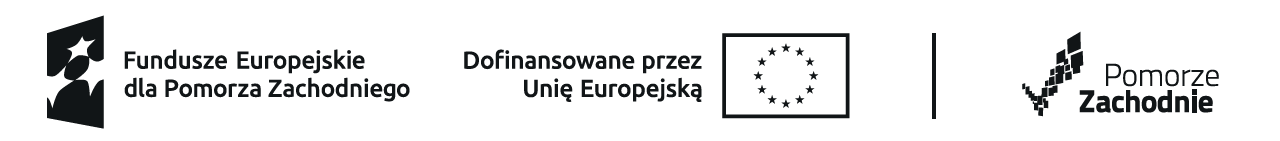 Fundusze Europejskie
dla Pomorza Zachodniego
Dofinansowane przez
Unię Europejską
Pomorze
Zachodnie